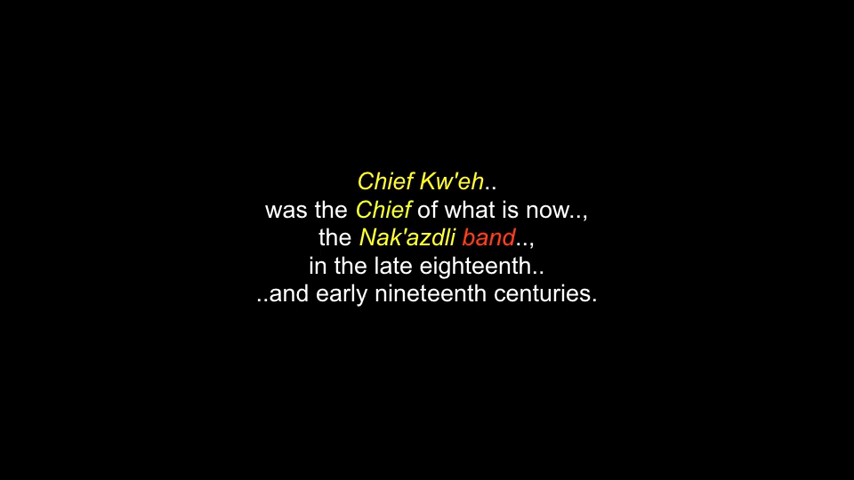 Chief Kw'eh..
was the Chief of what is now..,
the Nak'azdli band..,
in the late eighteenth..
..and early nineteenth centuries.